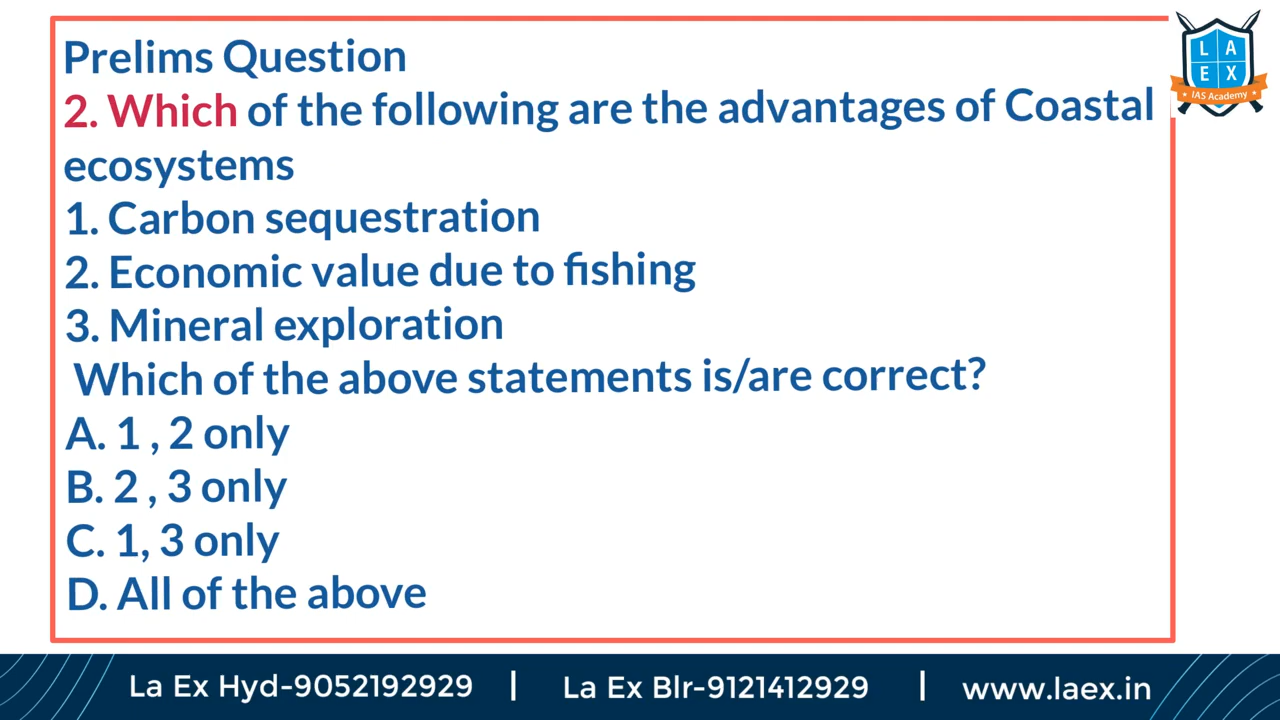 Prelims Question
2. Which of the following are the advantages of Coastal
ecosystems
1. Carbon sequestration
2. Economic value due to fishing
3. Mineral exploration
Which of the above statements is/are correct?
A. 1 , 2 only
B. 2 , 3 only
C. 1, 3 only
D. All of the above
L A
E X
IAS Academy
La Ex Hyd-9052192929 | La Ex Blr-9121412929 | www.laex.in